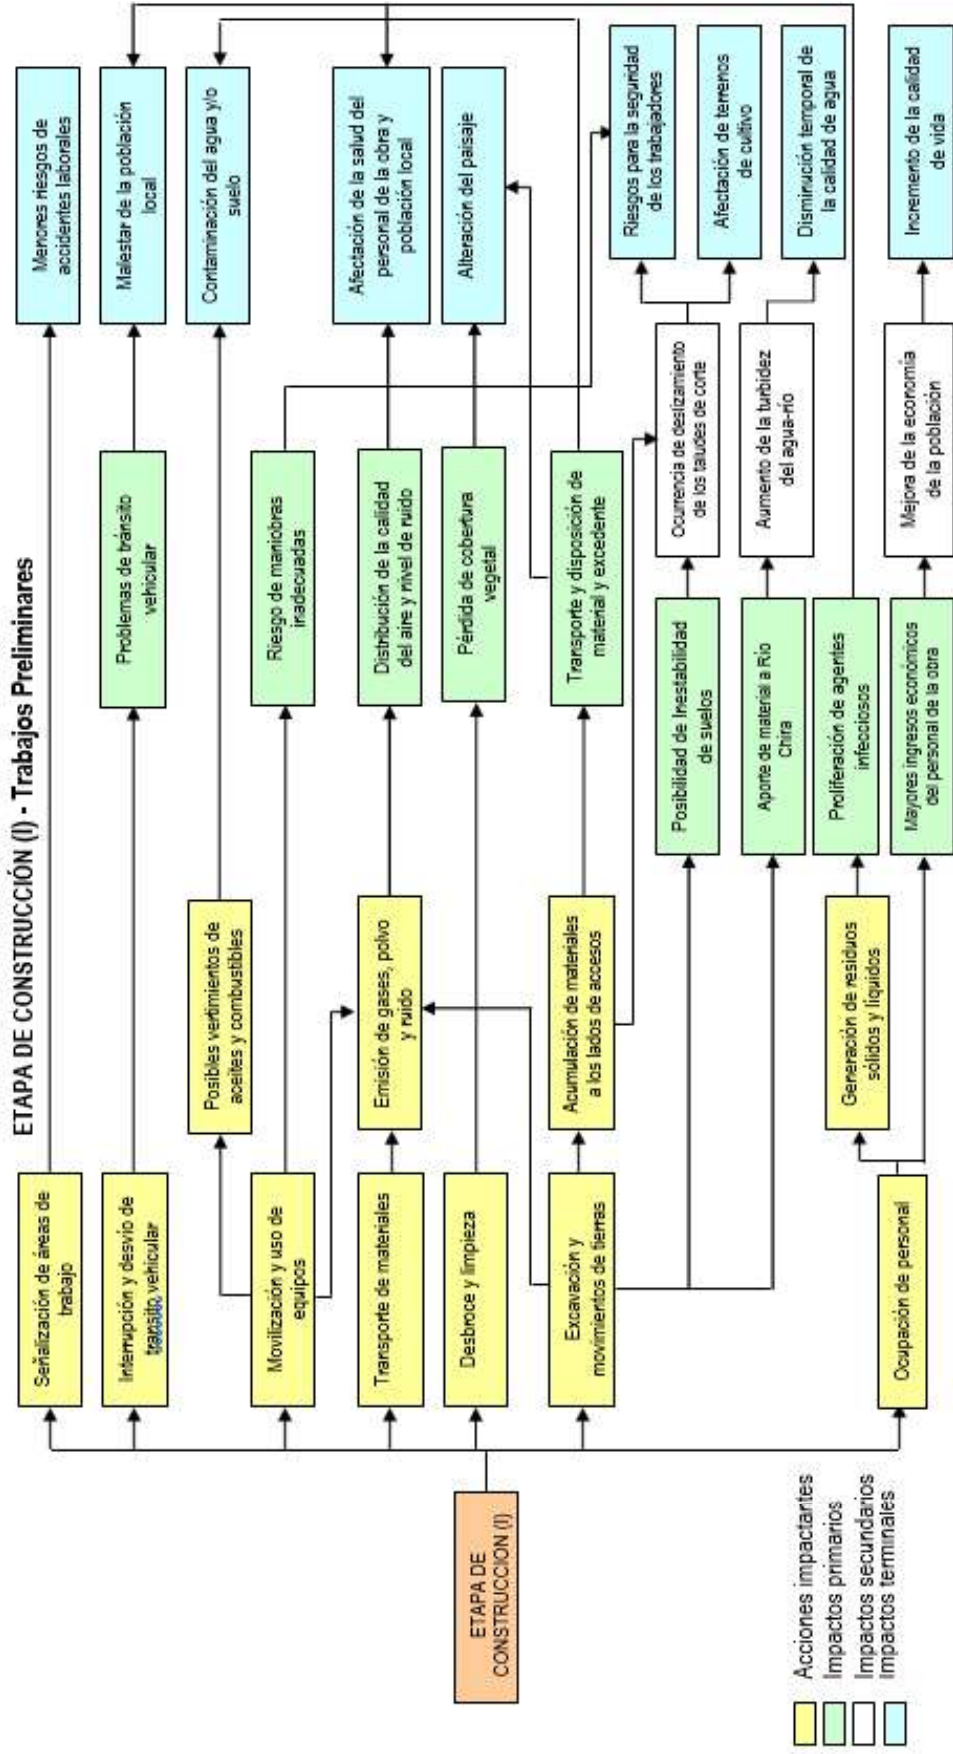 ETAPA DE CONSTRUCCIÓN (I) - Trabajos Preliminares
ETAPA DE
CONSTRUCCION (I)
Señalización de áreas de
trabajo
Interrupción y desvio de
transito vehicular
Movilización y uso de
equipos
Transporte de materiales
Desbroce y limpieza
Excavación y
movimientos de tierras
Ocupación de personal
Posibles vertimientos de
aceites y combustibles
Emisión de gases, polvo
y ruido
Acumulación de materiales
a los lados de accesos
Generación de residuos
sólidos y líquidos
Problemas de tránsito
vehicular
Riesgo de maniobras
inadecuadas
Distribución de la calidad
del aire y nivel de ruido
Pérdida de cobertura
vegetal
Transporte y disposición de
material y excedente
Posibilidad de Inestabilidad
de suelos
Aporte de material a Rio
Chira
Proliferación de agentes
infecciosos
Mayores ingresos económicos
del personal de la obra
Ocurrencia de deslizamiento
de los taludes de corte
Aumento de la turbidez
del agua-río
Mejora de la economía
de la población
Menores riesgos de
accidentes laborales
Malestar de la población
local
Contaminación del agua y/o
suelo
Afectación de la salud del
personal de la obra y
población local
Alteración del paisaje
Riesgos para la seguridad
de los trabajadores
Afectación de terrenos
de cultivo
Disminución temporal de
la calidad de agua
Incremento de la calidad
de vida
Acciones impactantes
Impactos primarios
Impactos secundarios
Impactos terminales